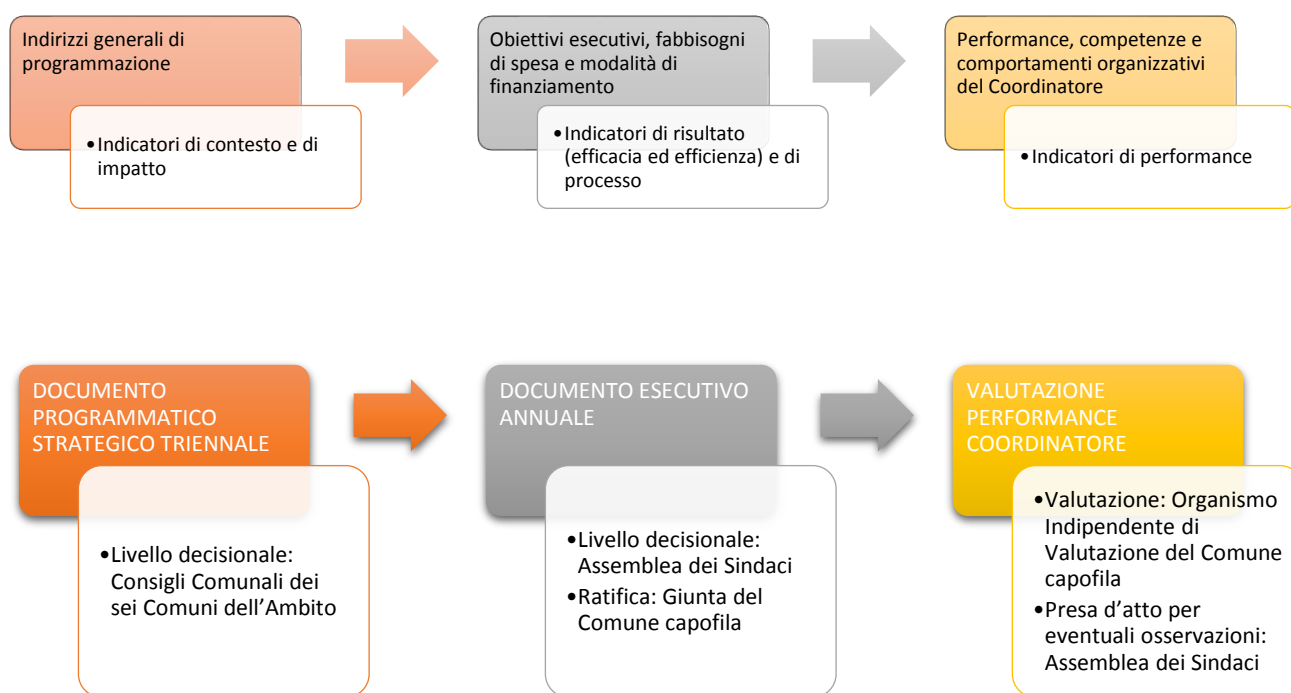 Indirizzi generali di
programmazione
•Indicatori di contesto e di
impatto
Obiettivi esecutivi, fabbisogni
di spesa e modalità di
finanziamento
•Indicatori di risultato
(efficacia ed efficienza) e di
processo
Performance, competenze e
comportamenti organizzativi
del Coordinatore
•Indicatori di performance
DOCUMENTO
PROGRAMMATICO
STRATEGICO TRIENNALE
•Livello decisionale:
Consigli Comunali dei
sei Comuni dell’Ambito
DOCUMENTO ESECUTIVO
ANNUALE
•Livello decisionale:
Assemblea dei Sindaci
•Ratifica: Giunta del
Comune capofila
VALUTAZIONE
PERFORMANCE
COORDINATORE
•Valutazione: Organismo
Indipendente di
Valutazione del Comune
capofila
•Presa d’atto per
eventuali osservazioni:
Assemblea dei Sindaci